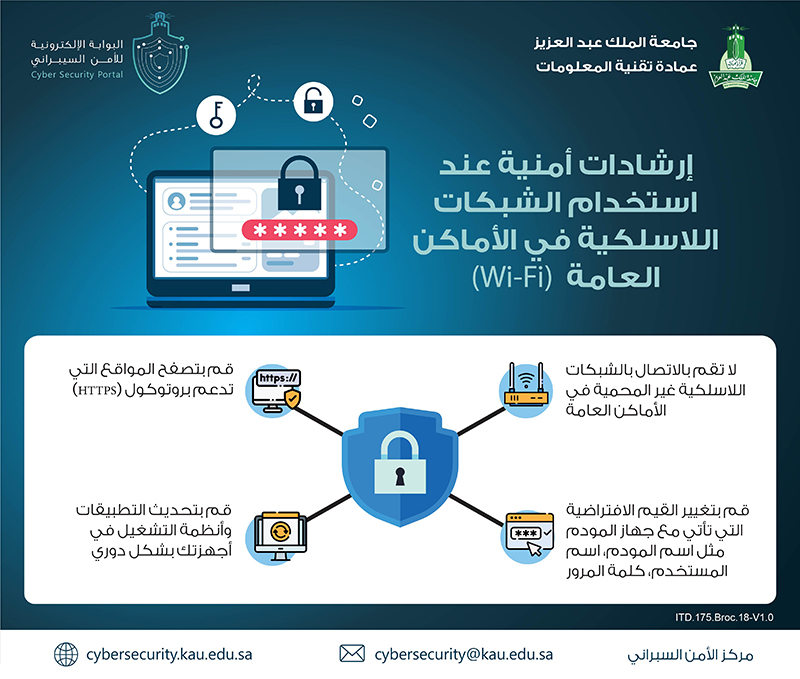 جامعة الملك عبد العزيز
عمادة تقنية المعلومات
البوابة الإلكترونية
للأمـن السيبراني
Cyber Security Portal
إرشادات أمنية عند
استخدام الشبكات
اللاسلكية في الأماكن
العامة (Wi-Fi)
*****
لا تقم بالاتصال بالشبكات
اللاسلكية غير المحمية في
الأماكن العامة
https://
قم بتصفح المواقع التي
تدعم بروتوكول (HTTPS)
***
قم بتغيير القيم الافتراضية
التي تأتي مع جهاز المودم
مثل اسم المودم، اسم
المستخدم، كلمة المرور
قم بتحديث التطبيقات
وأنظمة التشغيل في
أجهزتك بشكل دوري
ITD.175.Broc.18-V1.0
مركز الأمن السبراني
cybersecurity@kau.edu.sa
cybersecurity.kau.edu.sa